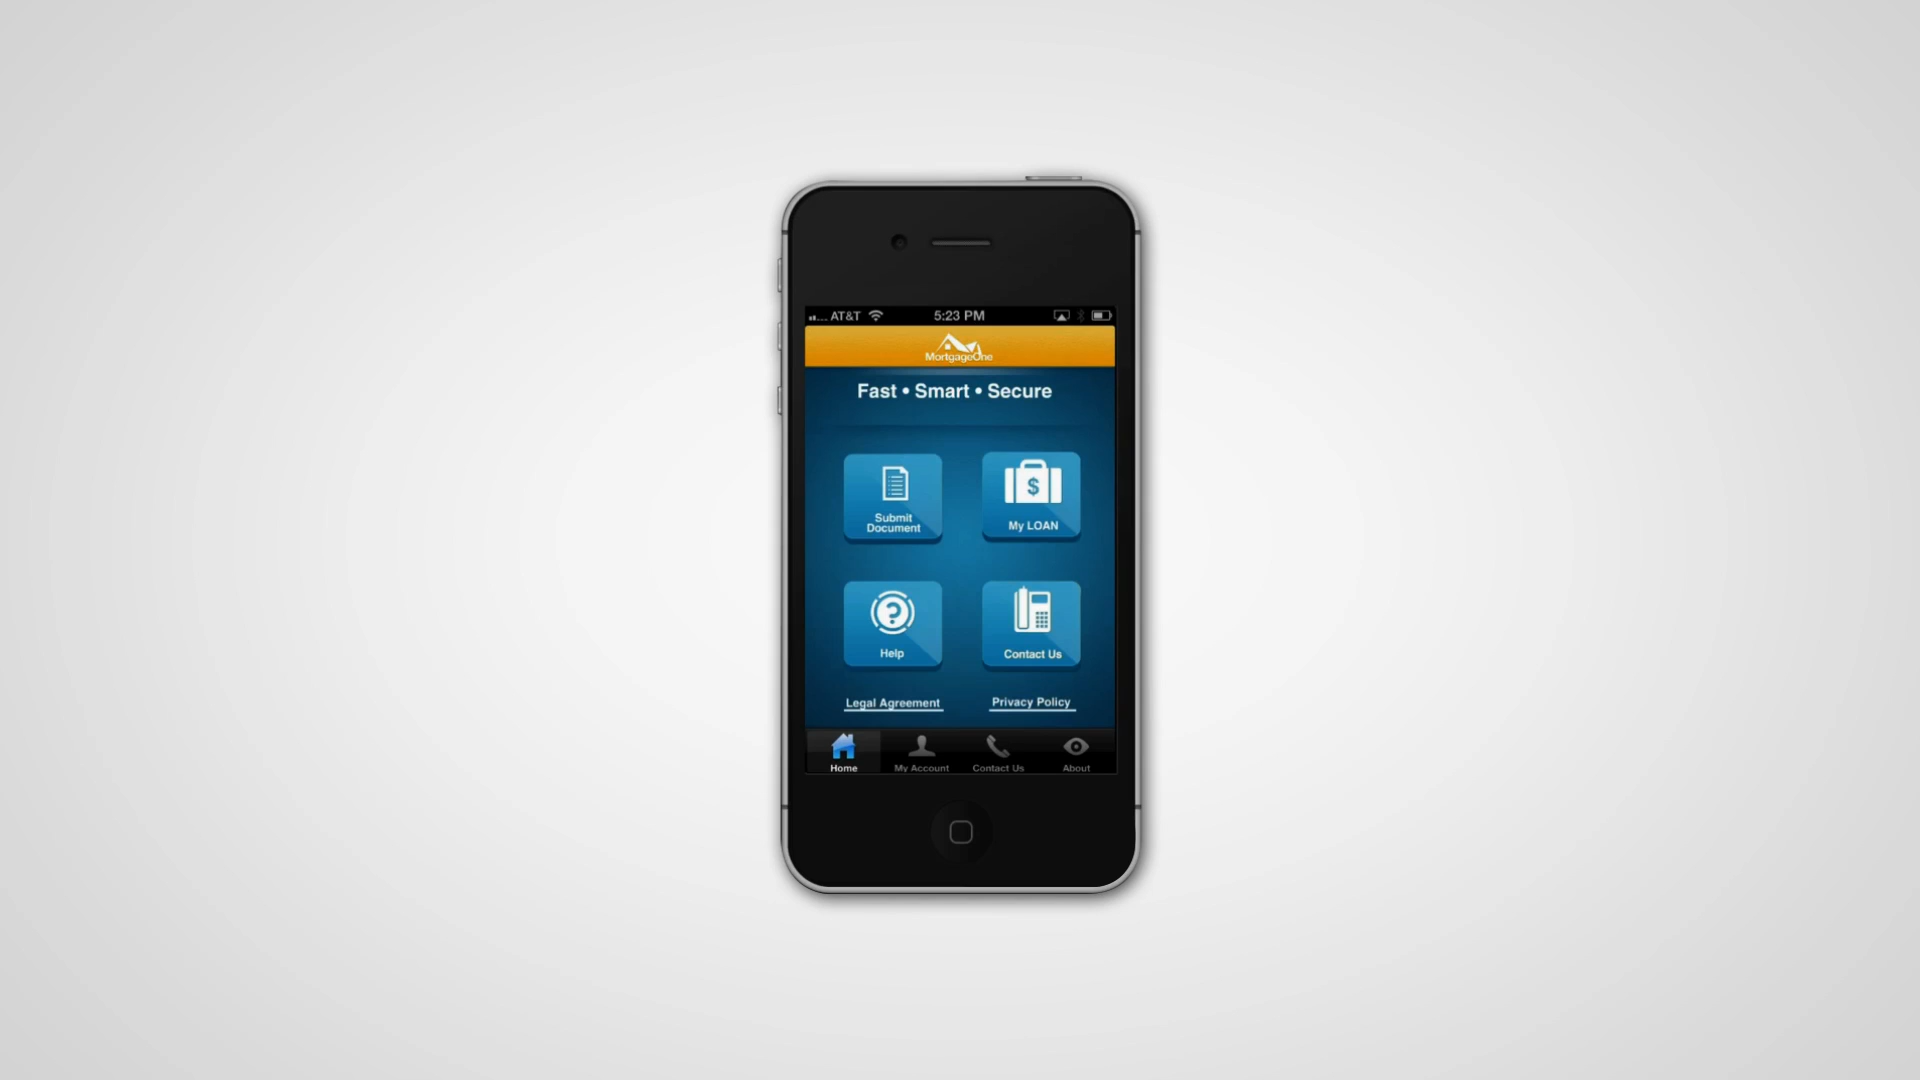 AT&T 5:23 PM
MortgageOne
Fast • Smart • Secure
Submit
Document
$
My LOAN
?
Help
Contact Us
Legal Agreement
Privacy Policy
Home
My Account
Contact Us
About